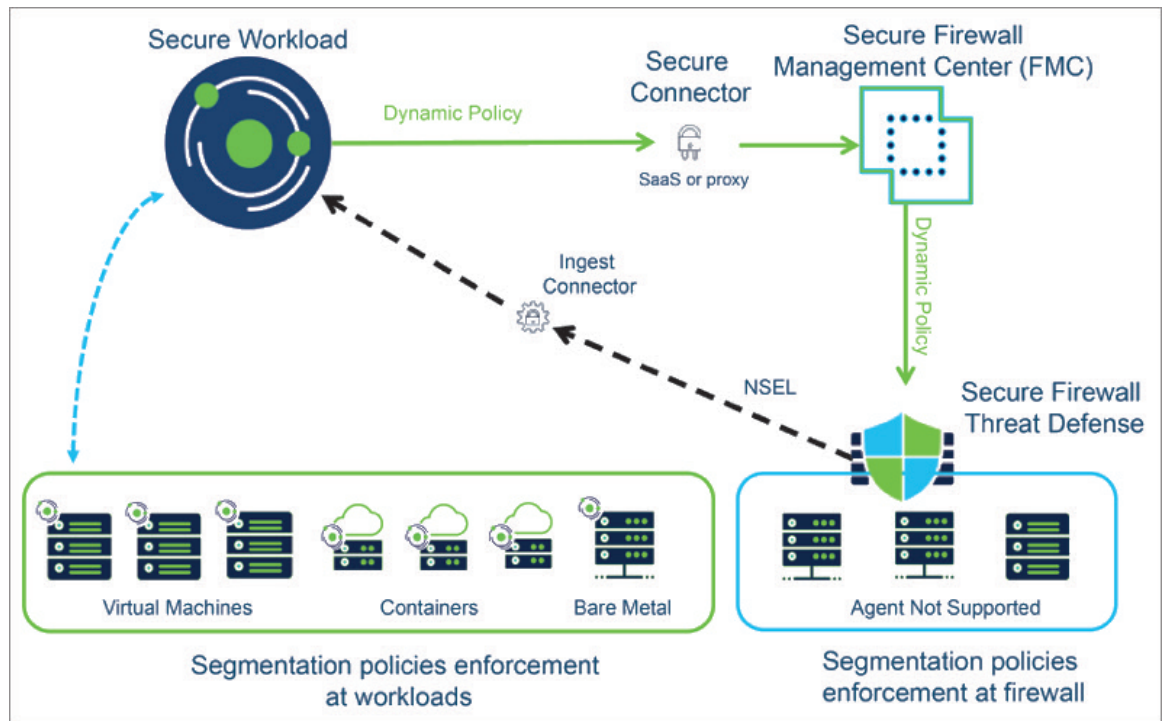 Secure Workload
Secure Firewall
Management Center (FMC)
Secure
Connector
Dynamic Policy
SaaS or proxy
Dynamic Policy
Ingest
Connector
NSEL
Secure Firewall
Threat Defense
Virtual Machines
Containers
Bare Metal
Agent Not Supported
Segmentation policies enforcement
at workloads
Segmentation policies
enforcement at firewall